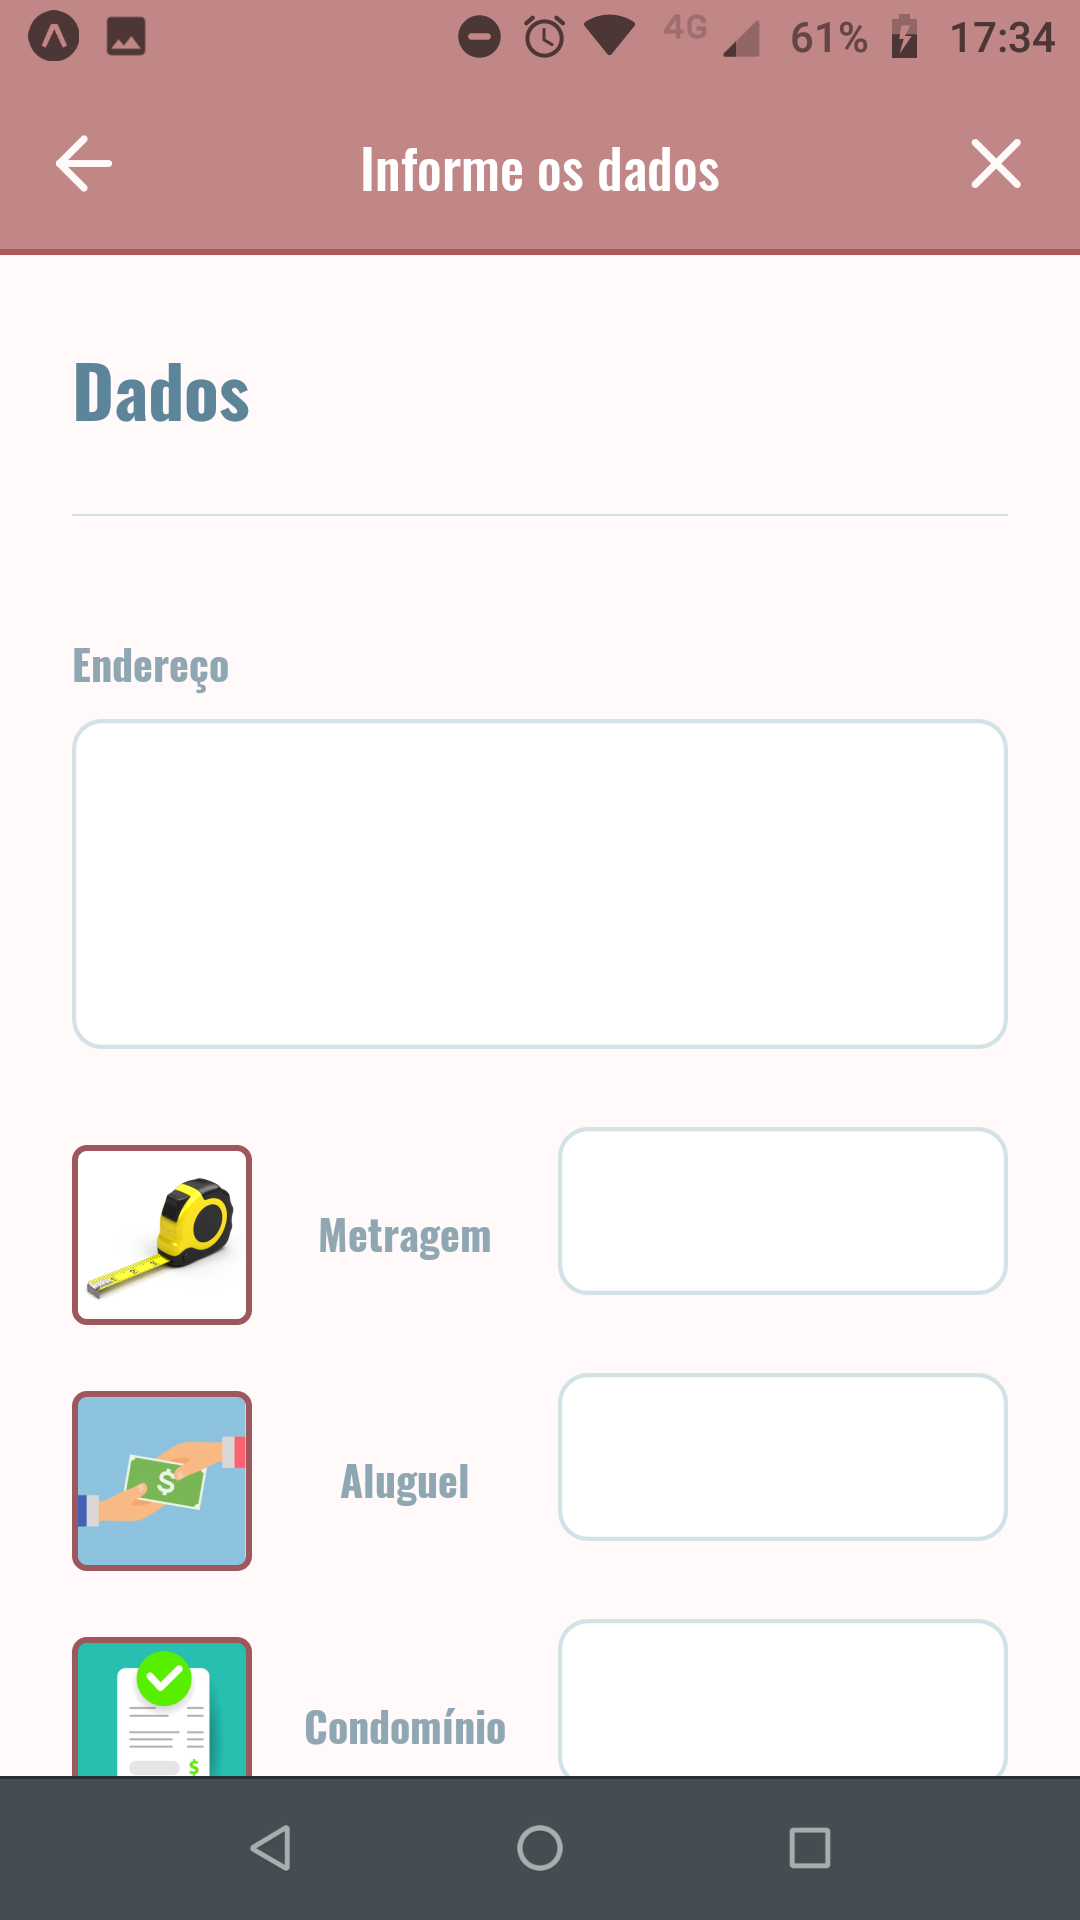 4G 61% 17:34
Informe os dados
Dados
Endereço
Metragem
Aluguel
Condomínio